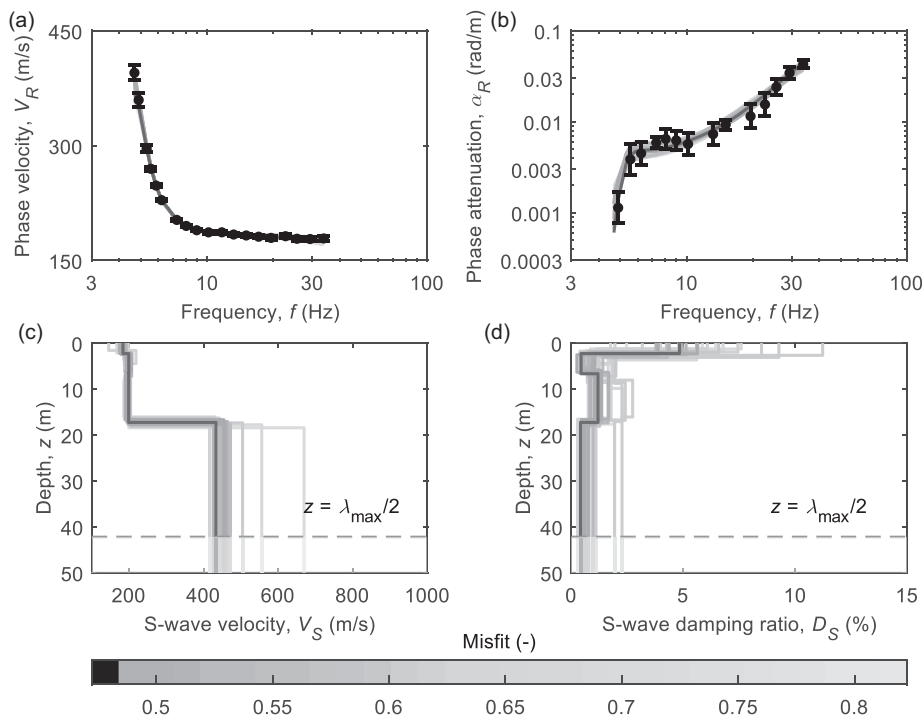 (a)
450
300
150
3
10
100
Phase velocity, V_R (m/s)
Frequency, f (Hz)
(b)
0.1
0.03
0.01
0.003
0.001
0.0003
3
10
30
100
Phase attenuation, α_R (rad/m)
Frequency, f (Hz)
(c)
0
10
20
30
40
50
200
400
600
800
1000
Depth, z (m)
z = λ_max/2
S-wave velocity, V_S (m/s)
(d)
0
10
20
30
40
50
0
5
10
15
Depth, z (m)
z = λ_max/2
S-wave damping ratio, D_S (%)
Misfit (-)
0.5
0.55
0.6
0.65
0.7
0.75
0.8